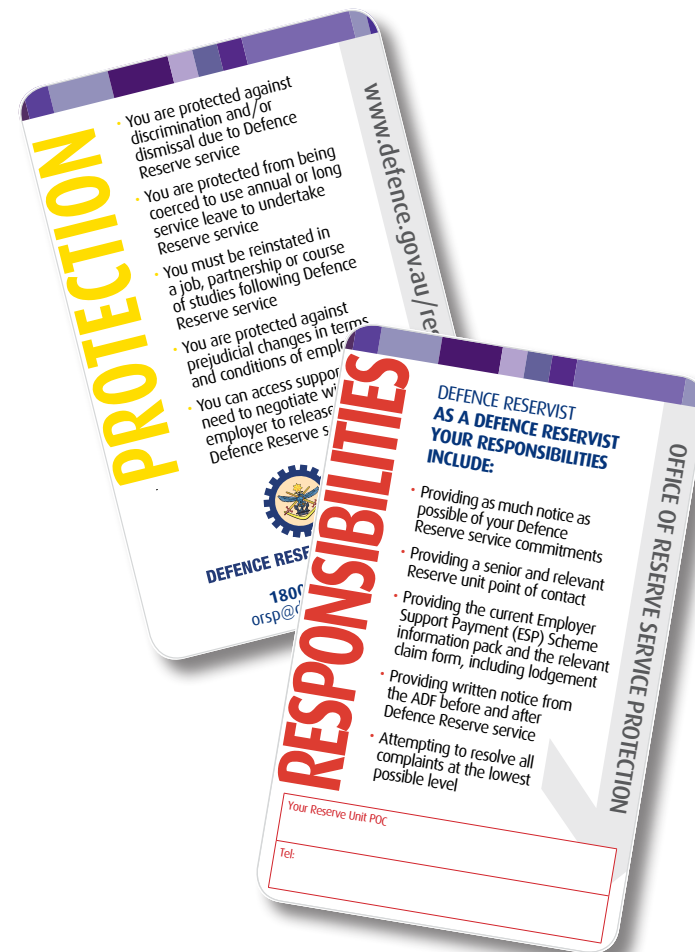 PROTECTION
• You are protected against
discrimination and/or
dismissal due to Defence
Reserve service
• You are protected from being
coerced to use annual or long
service leave to undertake
Reserve service
• You must be reinstated in
a job, partnership or course
of studies following Defence
Reserve service
• You are protected against
prejudicial changes in terms
and conditions of
• You can access
need to negotiate
employer to release
Defence Reserve
DEFENCE
1800
www.defence.gov.au/
RESPONSIBILITIES
DEFENCE RESERVIST
AS A DEFENCE RESERVIST
YOUR RESPONSIBILITIES
INCLUDE:
• Providing as much notice as
possible of your Defence
Reserve service commitments
• Providing a senior and relevant
Reserve unit point of contact
• Providing the current Employer
Support Payment (ESP) Scheme
information pack and the relevant
claim form, including lodgement
• Providing written notice from
the ADF before and after
Defence Reserve service
• Attempting to resolve all
complaints at the lowest
possible level
Your Reserve Unit POC
Tel:
OFFICE OF RESERVE SERVICE PROTECTION